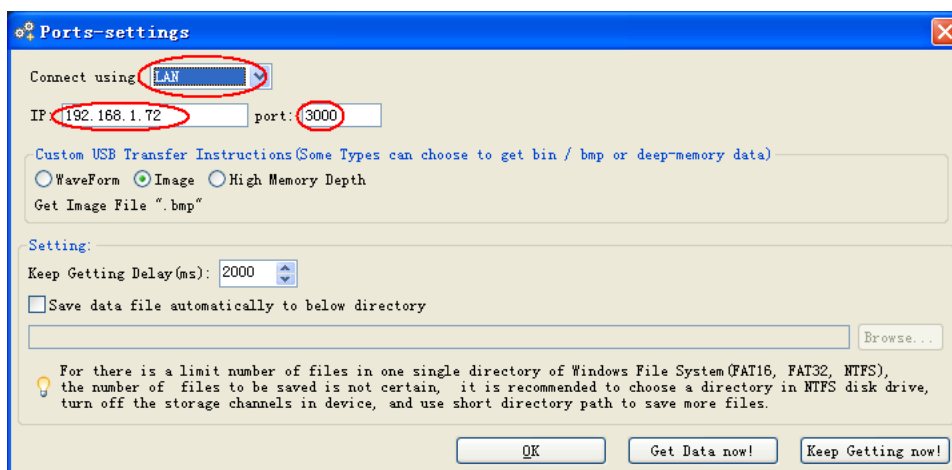 Ports-settings
Connect using: LAN
IP: 192.168.1.72 port: 3000
Custom USB Transfer Instructions(Some Types can choose to get bin / bmp or deep-memory data)
WaveForm Image High Memory Depth
Get Image File ".bmp"
Setting:
Keep Getting Delay(ms): 2000
Save data file automatically to below directory
Browse...
For there is a limit number of files in one single directory of Windows File System(FAT16, FAT32, NTFS),
the number of files to be saved is not certain, it is recommended to choose a directory in NTFS disk drive,
turn off the storage channels in device, and use short directory path to save more files.
OK Get Data now! Keep Getting now!